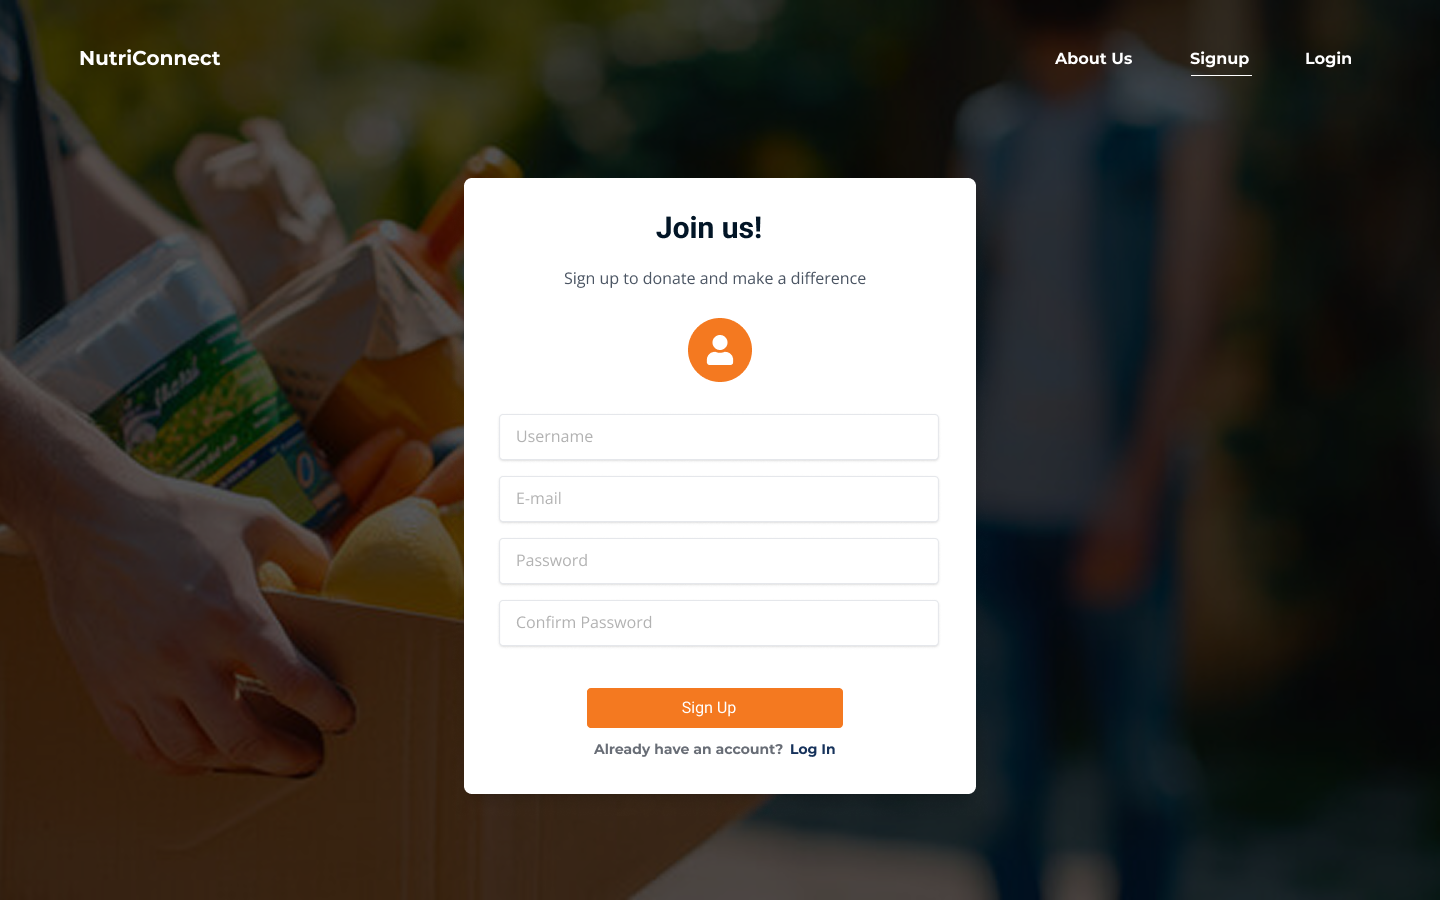 NutriConnect
About Us
Signup
Login
Join us!
Sign up to donate and make a difference
Username
E-mail
Password
Confirm Password
Sign Up
Already have an account? Log In